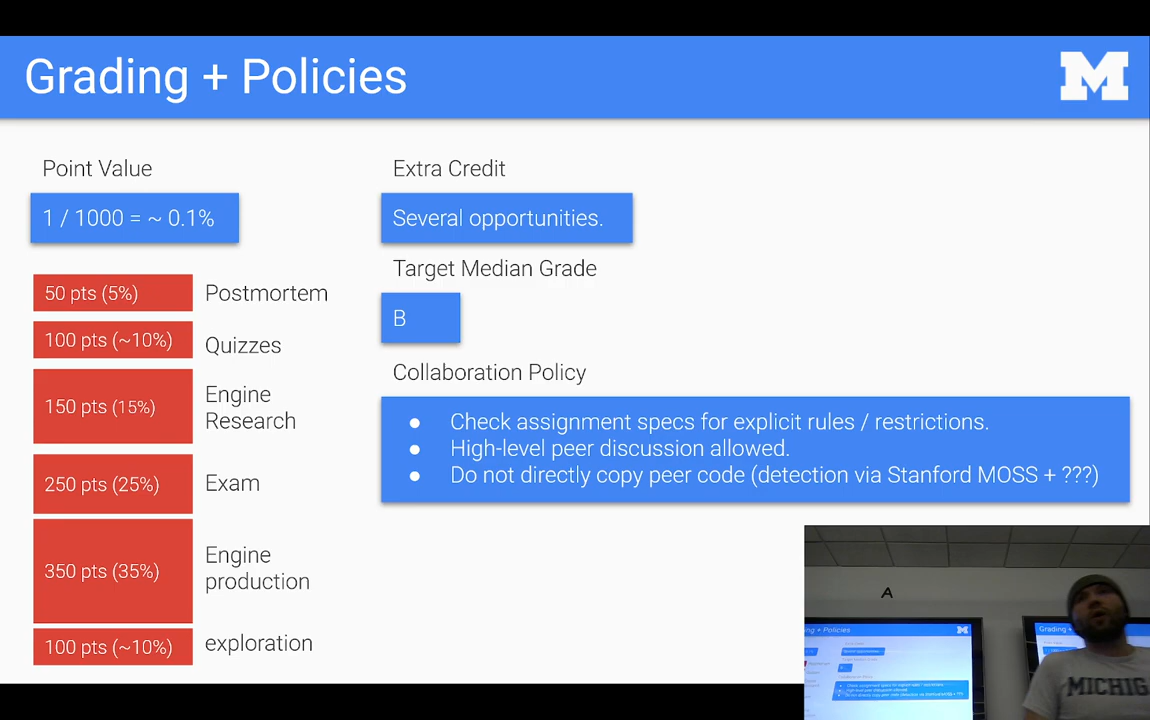 Grading + Policies
M
Point Value
1 / 1000 = ~ 0.1%
50 pts (5%)
Postmortem
100 pts (~10%)
Quizzes
150 pts (15%)
Engine
Research
250 pts (25%)
Exam
350 pts (35%)
Engine
production
100 pts (~10%)
exploration
Extra Credit
Several opportunities.
Target Median Grade
B
Collaboration Policy
● Check assignment specs for explicit rules / restrictions.
● High-level peer discussion allowed.
● Do not directly copy peer code (detection via Stanford MOSS + ???)
A
MICHIG